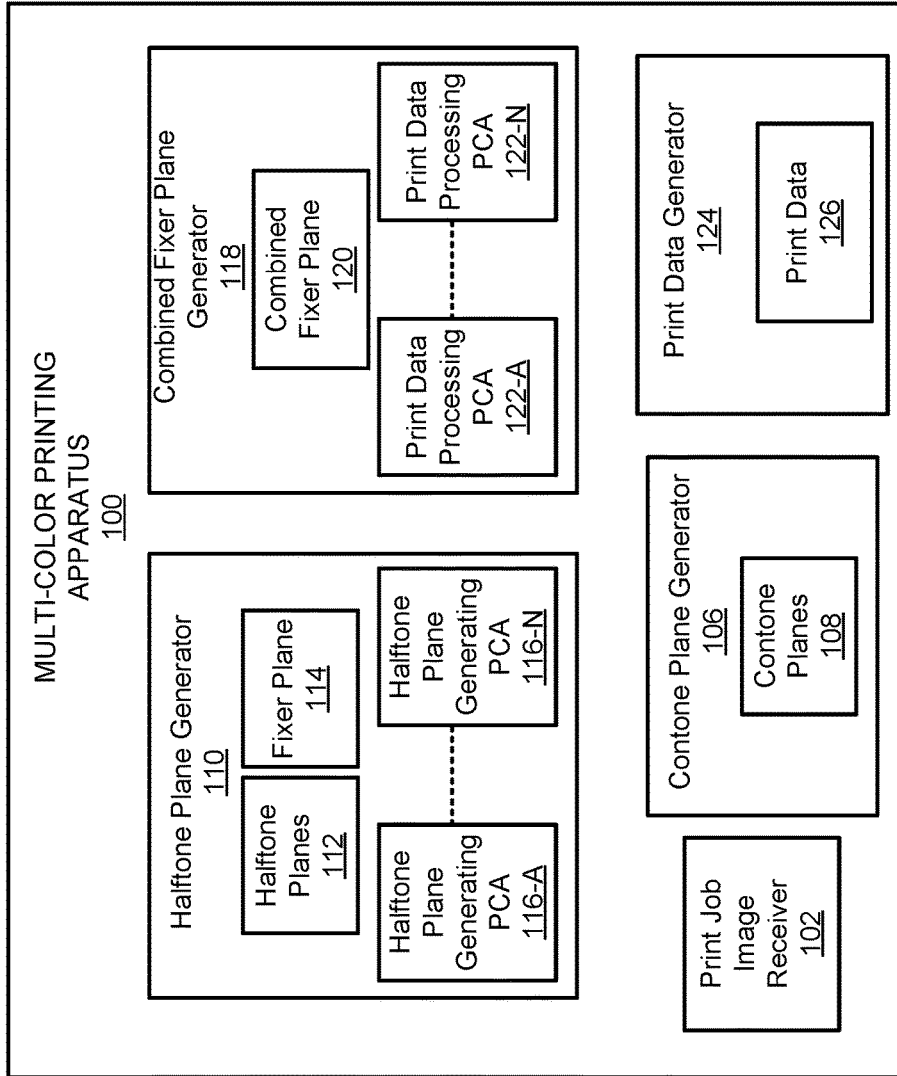 MULTI-COLOR PRINTING
APPARATUS
100
Halftone Plane Generator
110
Halftone
Planes
112
Fixer Plane
114
Halftone
Plane
Generating
PCA
116-A
Halftone
Plane
Generating
PCA
116-N
Combined Fixer Plane
Generator
118
Combined
Fixer Plane
120
Print Data
Processing
PCA
122-A
Print Data
Processing
PCA
122-N
Print Job
Image
Receiver
102
Contone Plane Generator
106
Contone
Planes
108
Print Data Generator
124
Print Data
126